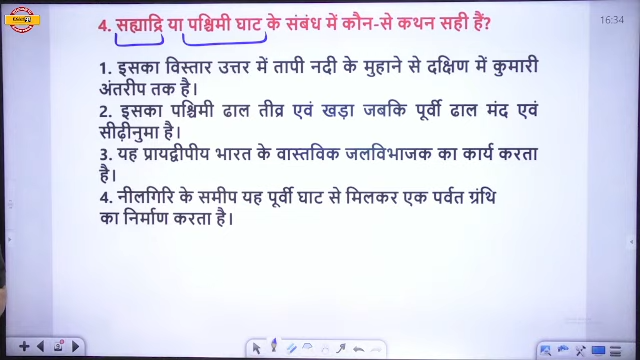 4. सह्याद्रि या पश्चिमी घाट के संबंध में कौन-से कथन सही हैं?
16:34
1. इसका विस्तार उत्तर में तापी नदी के मुहाने से दक्षिण में कुमारी
अंतरीप तक है।
2. इसका पश्चिमी ढाल तीव्र एवं खड़ा जबकि पूर्वी ढाल मंद एवं
सीढ़ीनुमा है।
3. यह प्रायद्वीपीय भारत के वास्तविक जलविभाजक का कार्य करता
है।
4. नीलगिरि के समीप यह पूर्वी घाट से मिलकर एक पर्वत ग्रंथि
का निर्माण करता है।